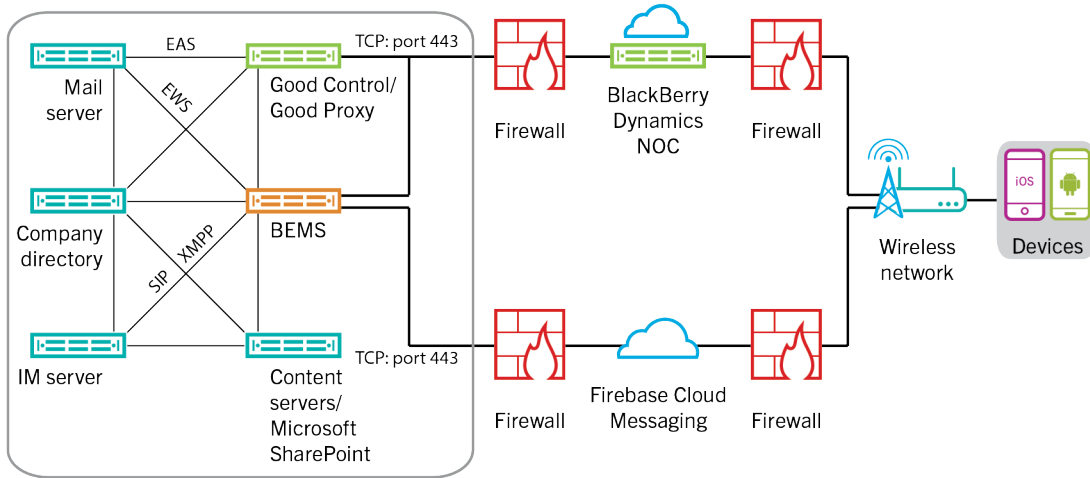 EAS
TCP: port 443
Mail
server
EWS
Good Control/
Good Proxy
Firewall
BlackBerry
Dynamics
NOC
Firewall
iOS
Company
directory
XMPP
SIP
BEMS
Wireless
network
Devices
IM server
TCP: port 443
Content
servers/
Microsoft
SharePoint
Firewall
Firebase Cloud
Messaging
Firewall